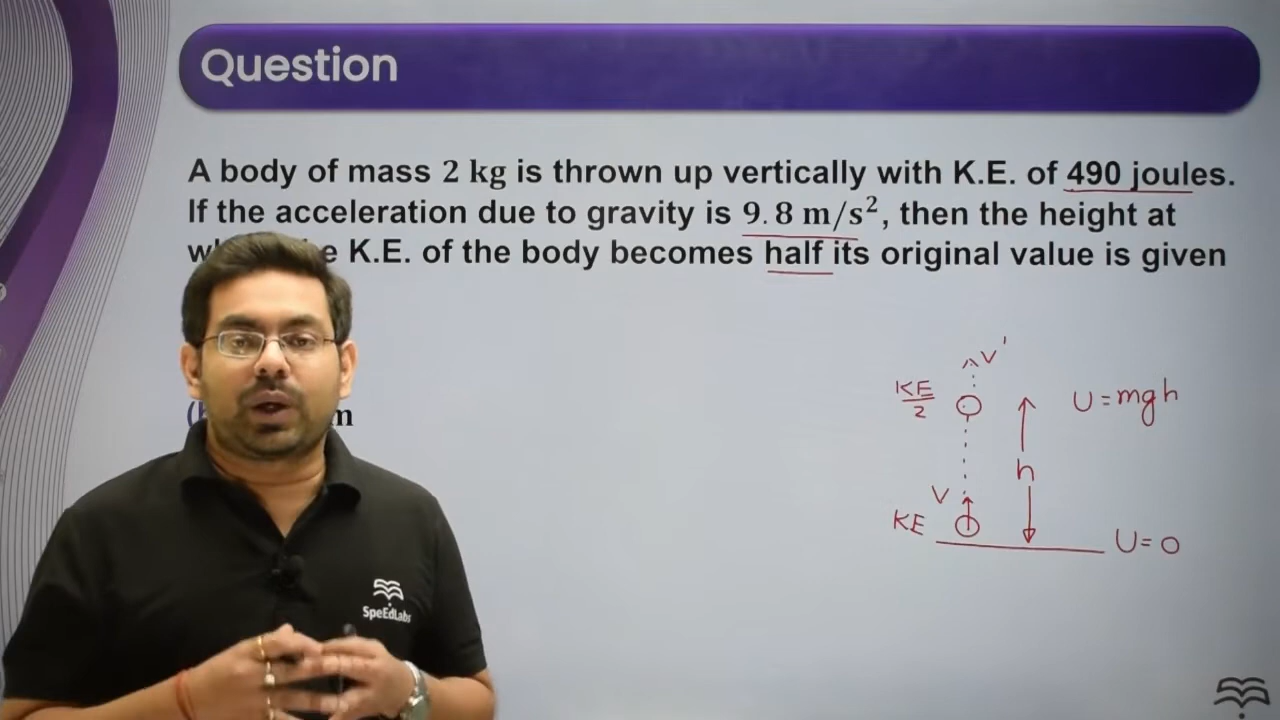 Question
A body of mass 2 kg is thrown up vertically with K.E. of 490 joules.
If the acceleration due to gravity is 9.8 m/s², then the height at
K.E. of the body becomes half its original value is given
m
V'
KE/2
U = mgh
h
V
KE
U = 0
SpeEdLabs